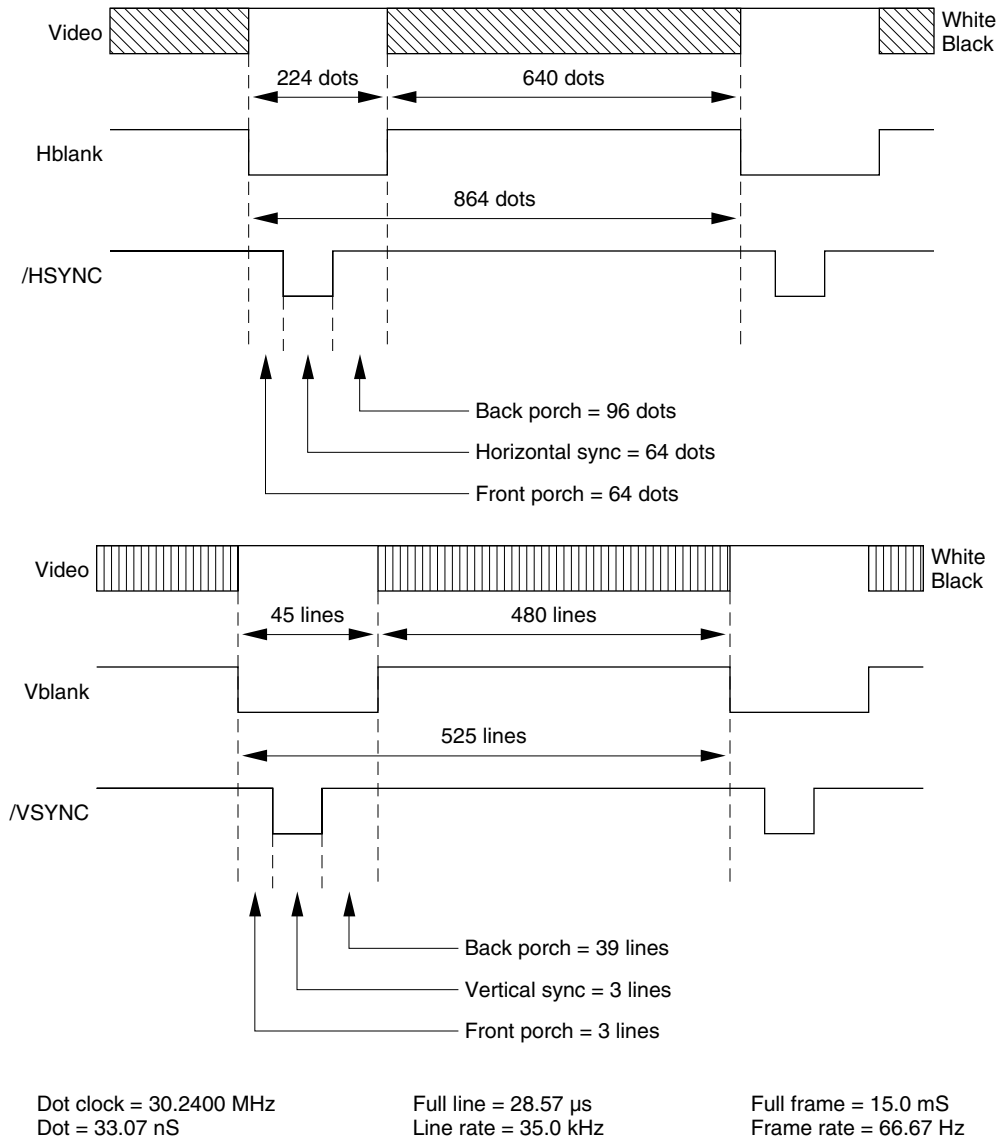 Video
White
Black
224 dots
640 dots
Hblank
864 dots
/HSYNC
Back porch = 96 dots
Horizontal sync = 64 dots
Front porch = 64 dots
Video
White
Black
45 lines
480 lines
Vblank
525 lines
/VSYNC
Back porch = 39 lines
Vertical sync = 3 lines
Front porch = 3 lines
Dot clock = 30.2400 MHz
Dot = 33.07 nS
Full line = 28.57 µs
Line rate = 35.0 kHz
Full frame = 15.0 mS
Frame rate = 66.67 Hz